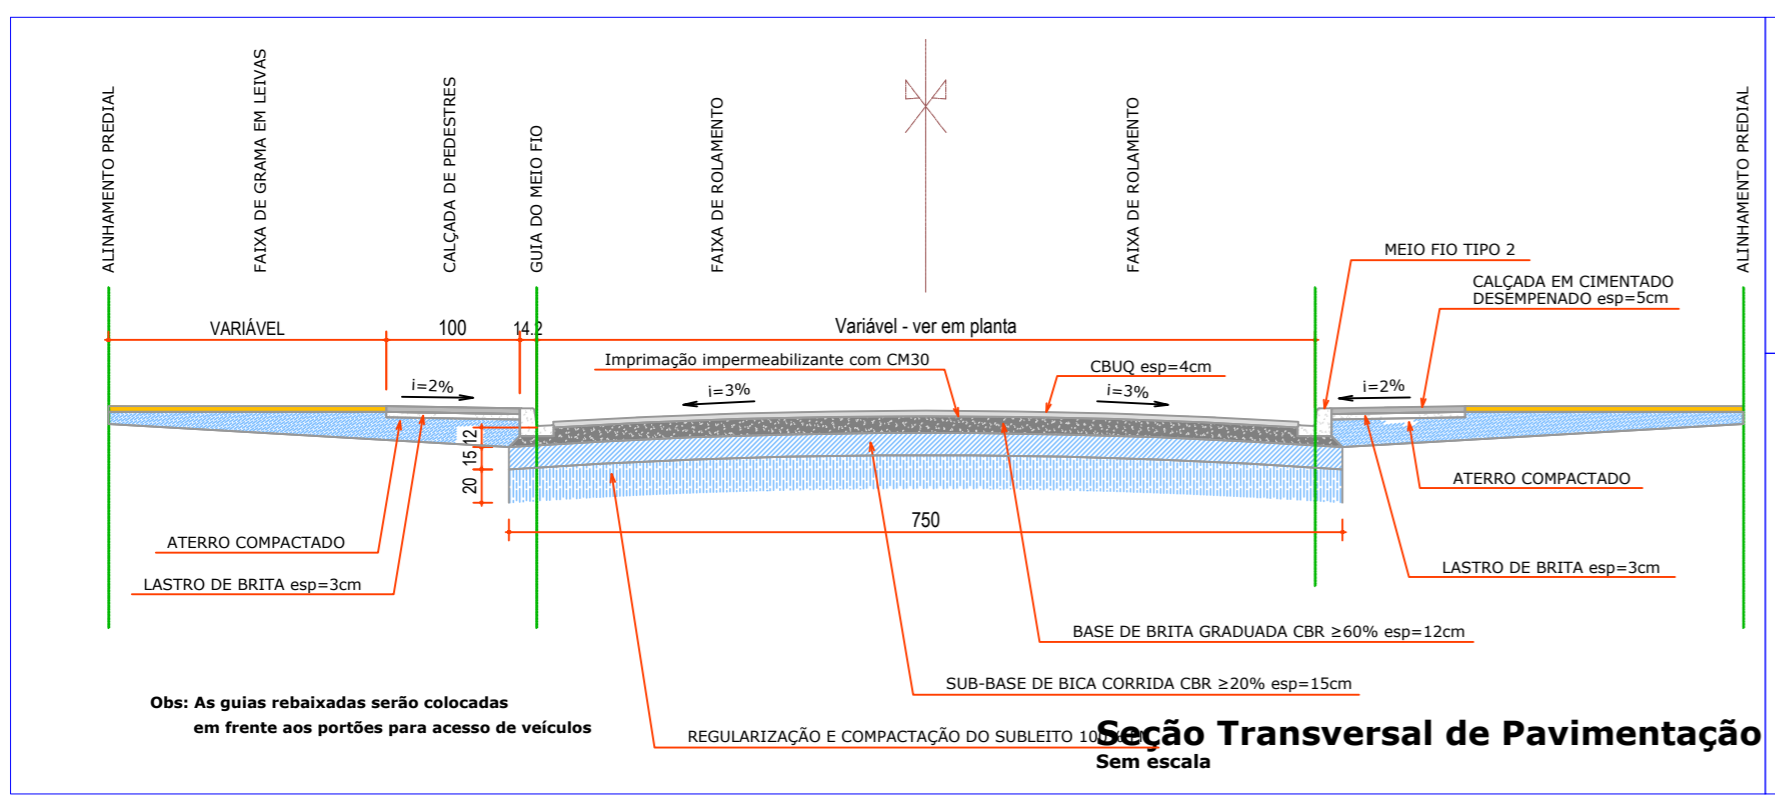 ALINHAMENTO PREDIAL
FAIXA DE GRAMA EM LEIVAS
CALÇADA DE PEDESTRES
GUIA DO MEIO FIO
FAIXA DE ROLAMENTO
FAIXA DE ROLAMENTO
ALINHAMENTO PREDIAL
MEIO FIO TIPO 2
CALÇADA EM CIMENTADO
DESEMPENADO esp=5cm
VARIÁVEL
100
14.2
Variável - ver em planta
Imprimação impermeabilizante com CM30
CBUQ esp=4cm
i=2%
i=3%
i=3%
i=2%
12
15
20
750
ATERRO COMPACTADO
LASTRO DE BRITA esp=3cm
ATERRO COMPACTADO
LASTRO DE BRITA esp=3cm
BASE DE BRITA GRADUADA CBR ≥60% esp=12cm
SUB-BASE DE BICA CORRIDA CBR ≥20% esp=15cm
REGULARIZAÇÃO E COMPACTAÇÃO DO SUBLEITO
Obs: As guias rebaixadas serão colocadas
em frente aos portões para acesso de veículos
Seção Transversal de Pavimentação
Sem escala